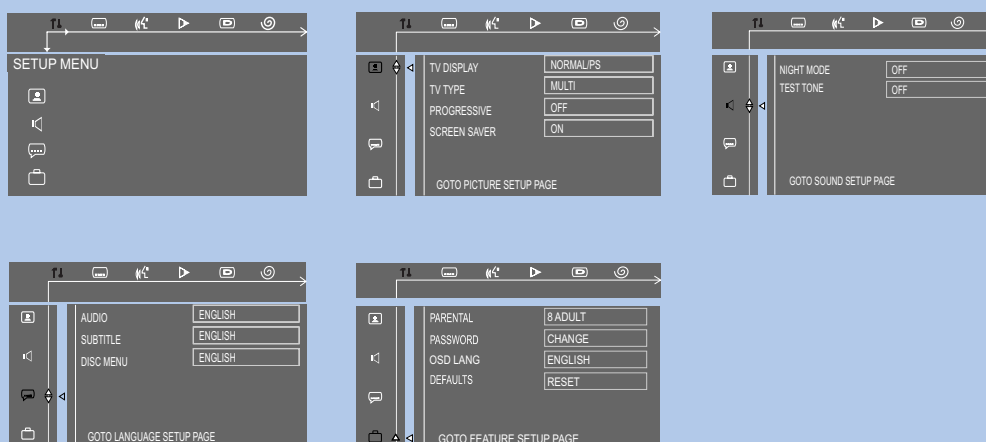 SETUP MENU
TV DISPLAY NORMAL/PS
TV TYPE MULTI
PROGRESSIVE OFF
SCREEN SAVER ON
GOTO PICTURE SETUP PAGE
NIGHT MODE OFF
TEST TONE OFF
GOTO SOUND SETUP PAGE
AUDIO ENGLISH
SUBTITLE ENGLISH
DISC MENU ENGLISH
GOTO LANGUAGE SETUP PAGE
PARENTAL 8 ADULT
PASSWORD CHANGE
OSD LANG ENGLISH
DEFAULTS RESET
GOTO FEATURE SETUP PAGE